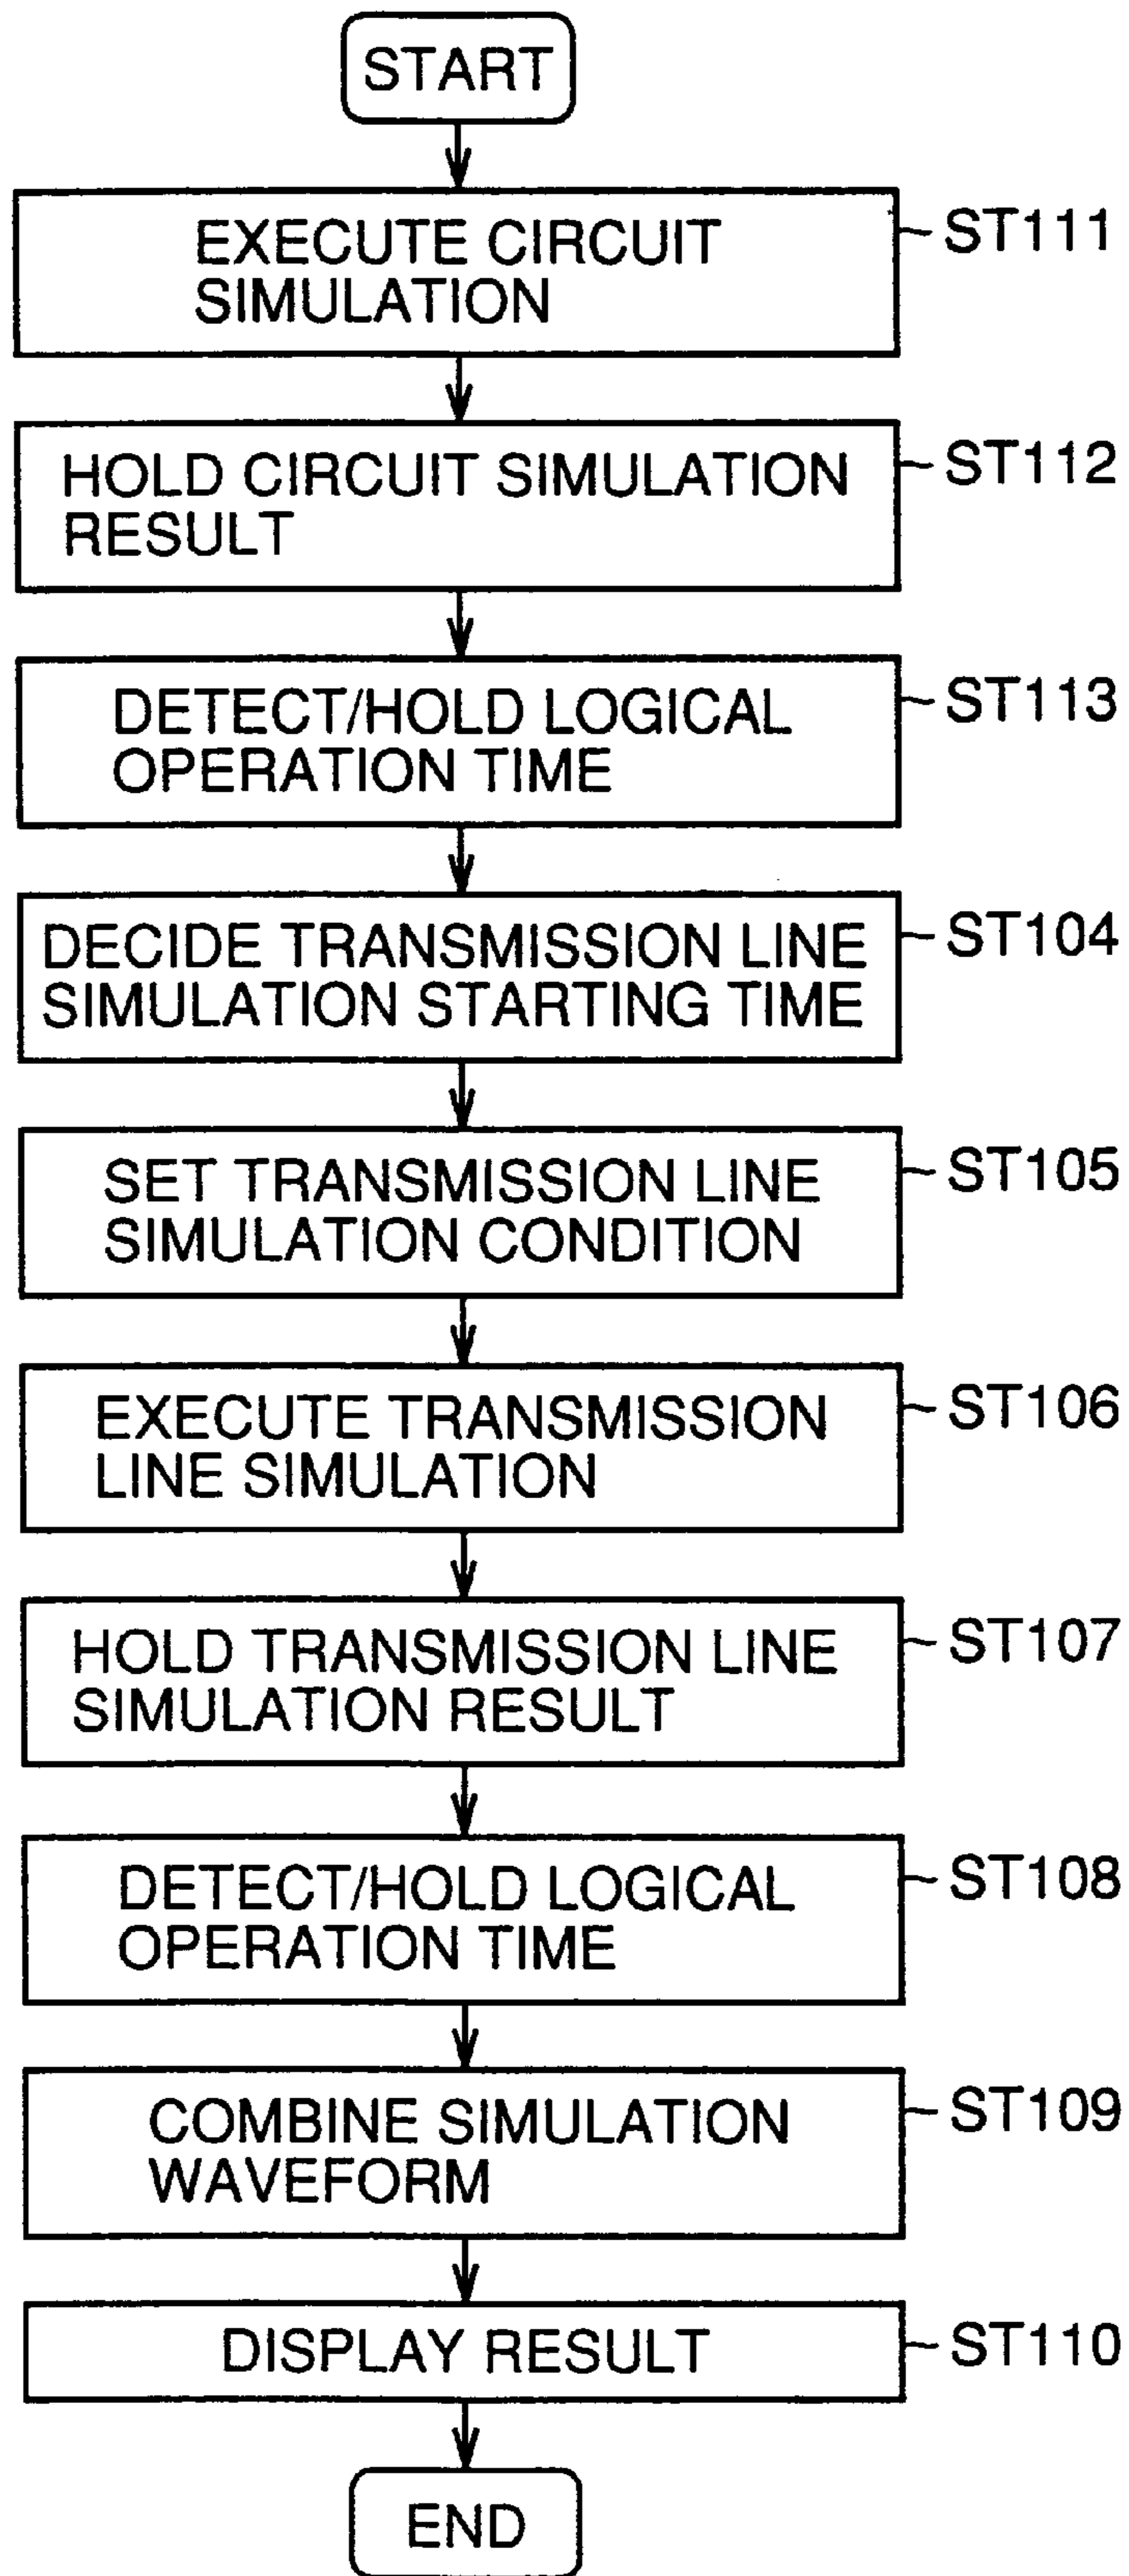 START
EXECUTE CIRCUIT
SIMULATION
ST111
HOLD CIRCUIT SIMULATION
RESULT
ST112
DETECT/HOLD LOGICAL
OPERATION TIME
ST113
DECIDE TRANSMISSION LINE
SIMULATION STARTING TIME
ST104
SET TRANSMISSION LINE
SIMULATION CONDITION
ST105
EXECUTE TRANSMISSION
LINE SIMULATION
ST106
HOLD TRANSMISSION LINE
SIMULATION RESULT
ST107
DETECT/HOLD LOGICAL
OPERATION TIME
ST108
COMBINE SIMULATION
WAVEFORM
ST109
DISPLAY RESULT
ST110
END